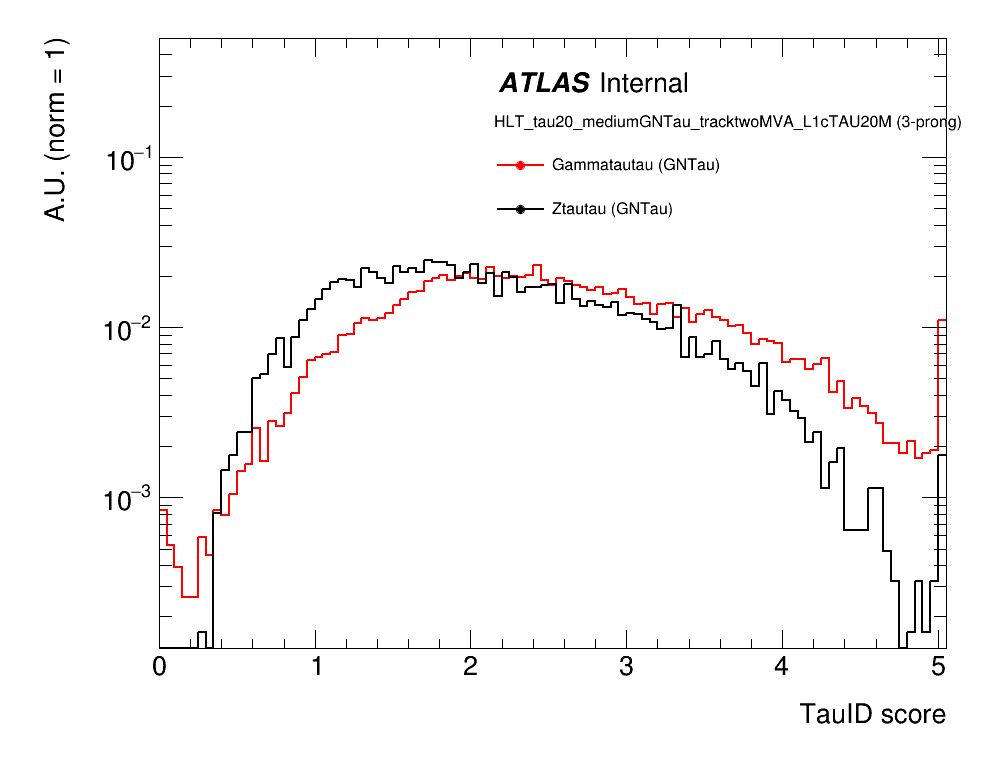 A.U. (norm = 1)
ATLAS Internal
HLT_tau20_mediumGNTau_tracktwoMVA_L1cTAU20M (3-prong)
Gammatautau (GNTau)
Ztautau (GNTau)
10⁻¹
10⁻²
10⁻³
0 1 2 3 4 5
TauID score